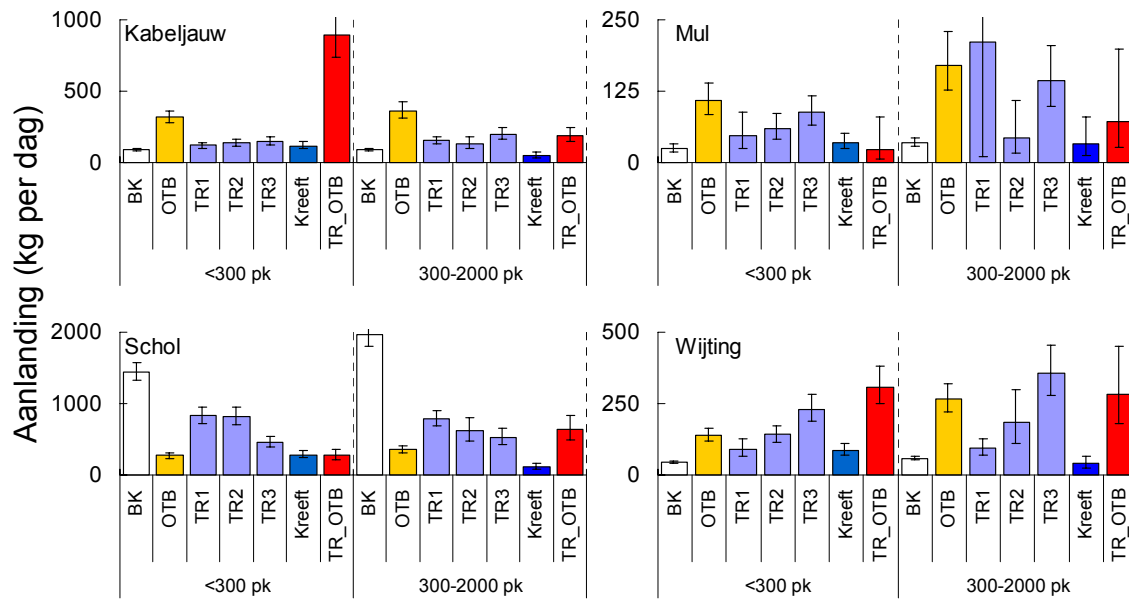 Aanlanding (kg per dag)
Kabeljauw
1000
500
0
BK OTB TR1 TR2 TR3 Kreeft TR_OTB BK OTB TR1 TR2 TR3 Kreeft TR_OTB
<300 pk 300-2000 pk
Mul
250
125
0
BK OTB TR1 TR2 TR3 Kreeft TR_OTB BK OTB TR1 TR2 TR3 Kreeft TR_OTB
<300 pk 300-2000 pk
Schol
2000
1000
0
BK OTB TR1 TR2 TR3 Kreeft TR_OTB BK OTB TR1 TR2 TR3 Kreeft TR_OTB
<300 pk 300-2000 pk
Wijting
500
250
0
BK OTB TR1 TR2 TR3 Kreeft TR_OTB BK OTB TR1 TR2 TR3 Kreeft TR_OTB
<300 pk 300-2000 pk